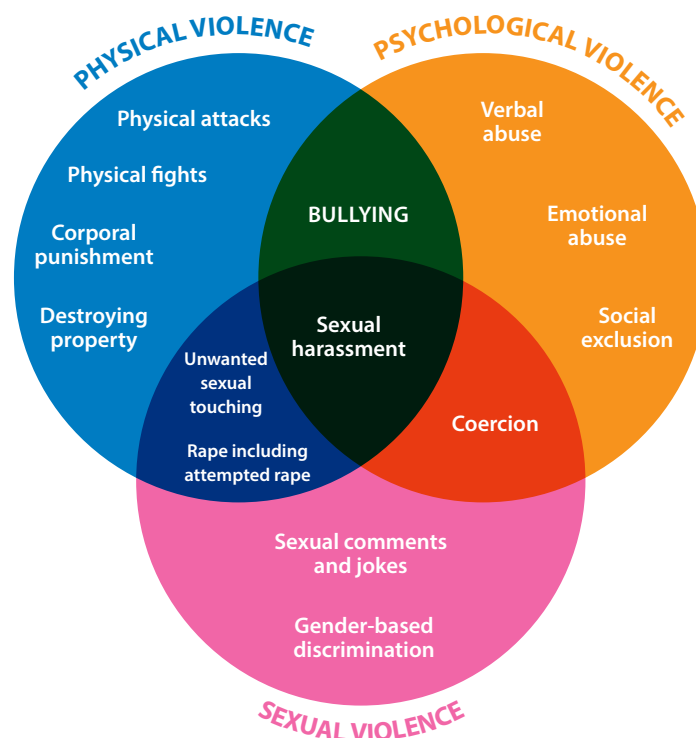 PHYSICAL VIOLENCE
PSYCHOLOGICAL VIOLENCE
Physical attacks
Physical fights
Corporal
punishment
Destroying
property
BULLYING
Verbal
abuse
Emotional
abuse
Social
exclusion
Sexual
harassment
Unwanted
sexual
touching
Rape including
attempted rape
Coercion
Sexual comments
and jokes
Gender-based
discrimination
SEXUAL VIOLENCE